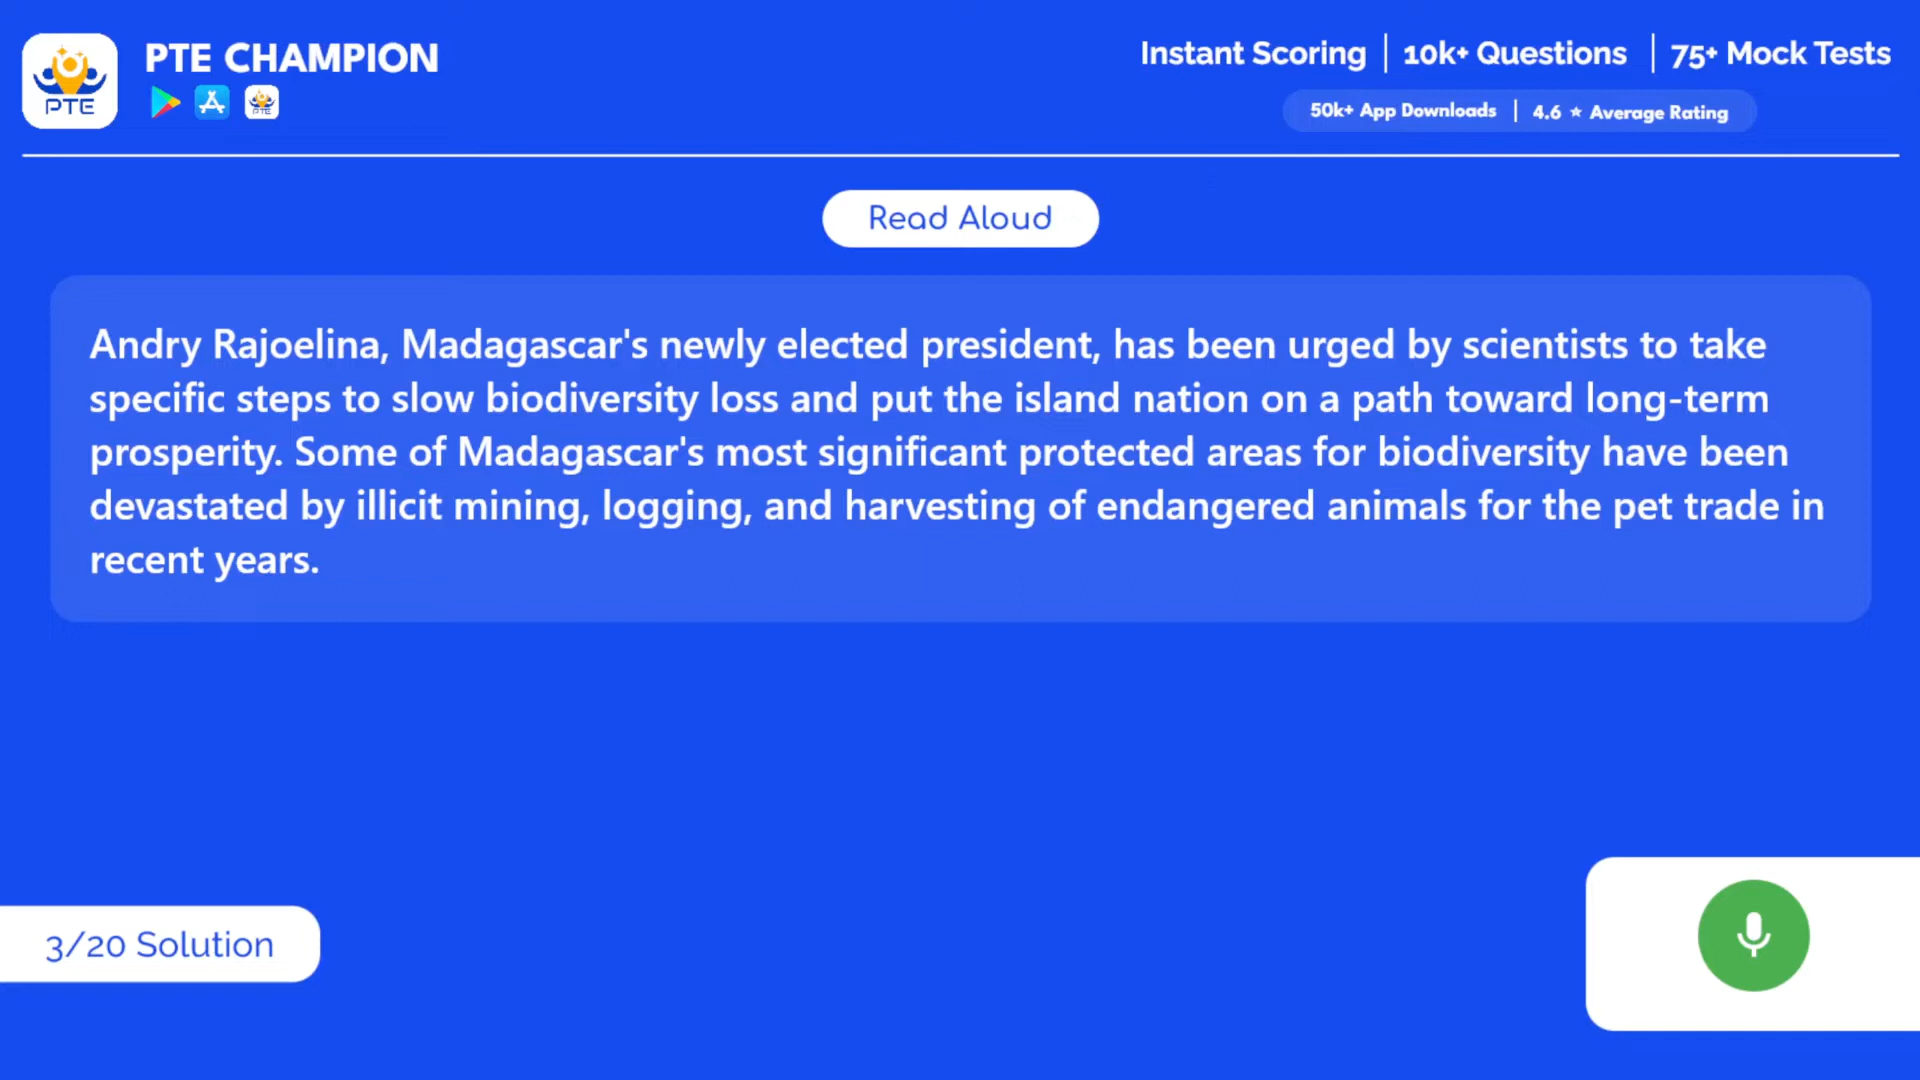 PTE CHAMPION
PTE
PTE
Instant Scoring | 10k+ Questions | 75+ Mock Tests
50k+ App Downloads | 4.6 ★ Average Rating
Read Aloud
Andry Rajoelina, Madagascar's newly elected president, has been urged by scientists to take
specific steps to slow biodiversity loss and put the island nation on a path toward long-term
prosperity. Some of Madagascar's most significant protected areas for biodiversity have been
devastated by illicit mining, logging, and harvesting of endangered animals for the pet trade in
recent years.
3/20 Solution